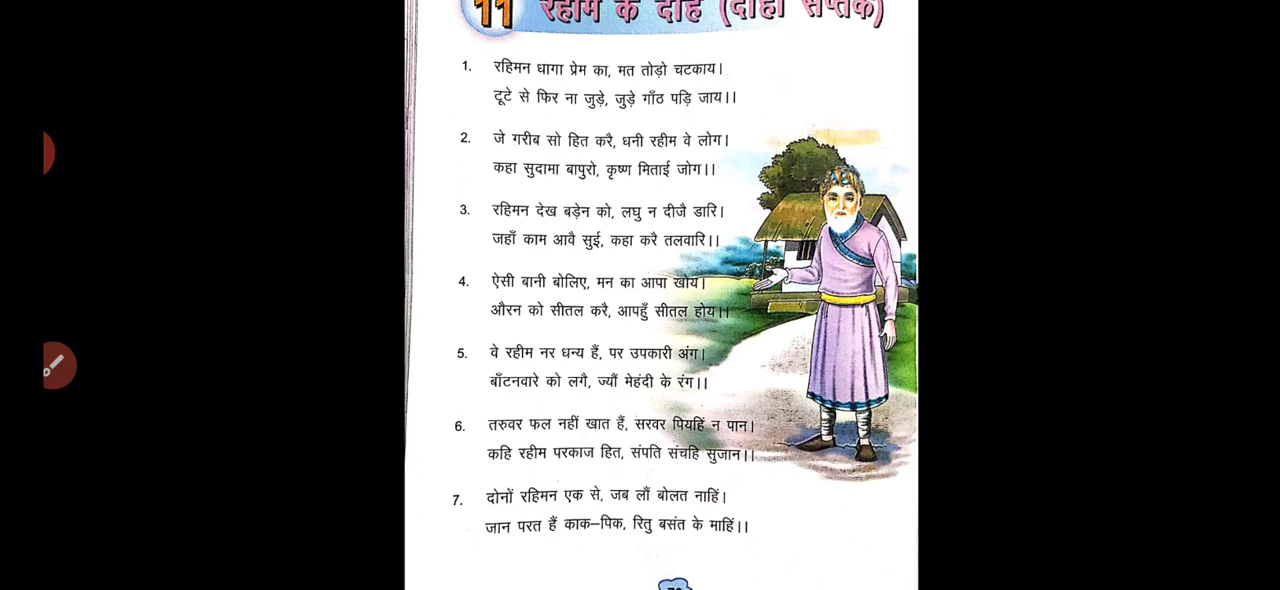 11 रहीम के दोहे (दोहा सप्तक)
1. रहिमन धागा प्रेम का, मत तोड़ो चटकाय।
टूटे से फिर ना जुड़े, जुड़े गाँठ पड़ि जाय।।
2. जे गरीब सो हित करै, धनी रहीम वे लोग।
कहा सुदामा बापुरो, कृष्ण मिताई जोग।।
3. रहिमन देख बड़ेन को, लघु न दीजै डारि।
जहाँ काम आवै सुई, कहा करै तलवारि।।
4. ऐसी बानी बोलिए, मन का आपा खोय।
औरन को सीतल करै, आपहुँ सीतल होय।।
5. वे रहीम नर धन्य हैं, पर उपकारी अंग।
बाँटनवारे को लगै, ज्यौं मेहंदी के रंग।।
6. तरुवर फल नहीं खात हैं, सरवर पियहिं न पान।
कहि रहीम परकाज हित, संपति संचहि सुजान।।
7. दोनों रहिमन एक से, जब लौं बोलत नाहिं।
जान परत हैं काक–पिक, रितु बसंत के माहिं।।